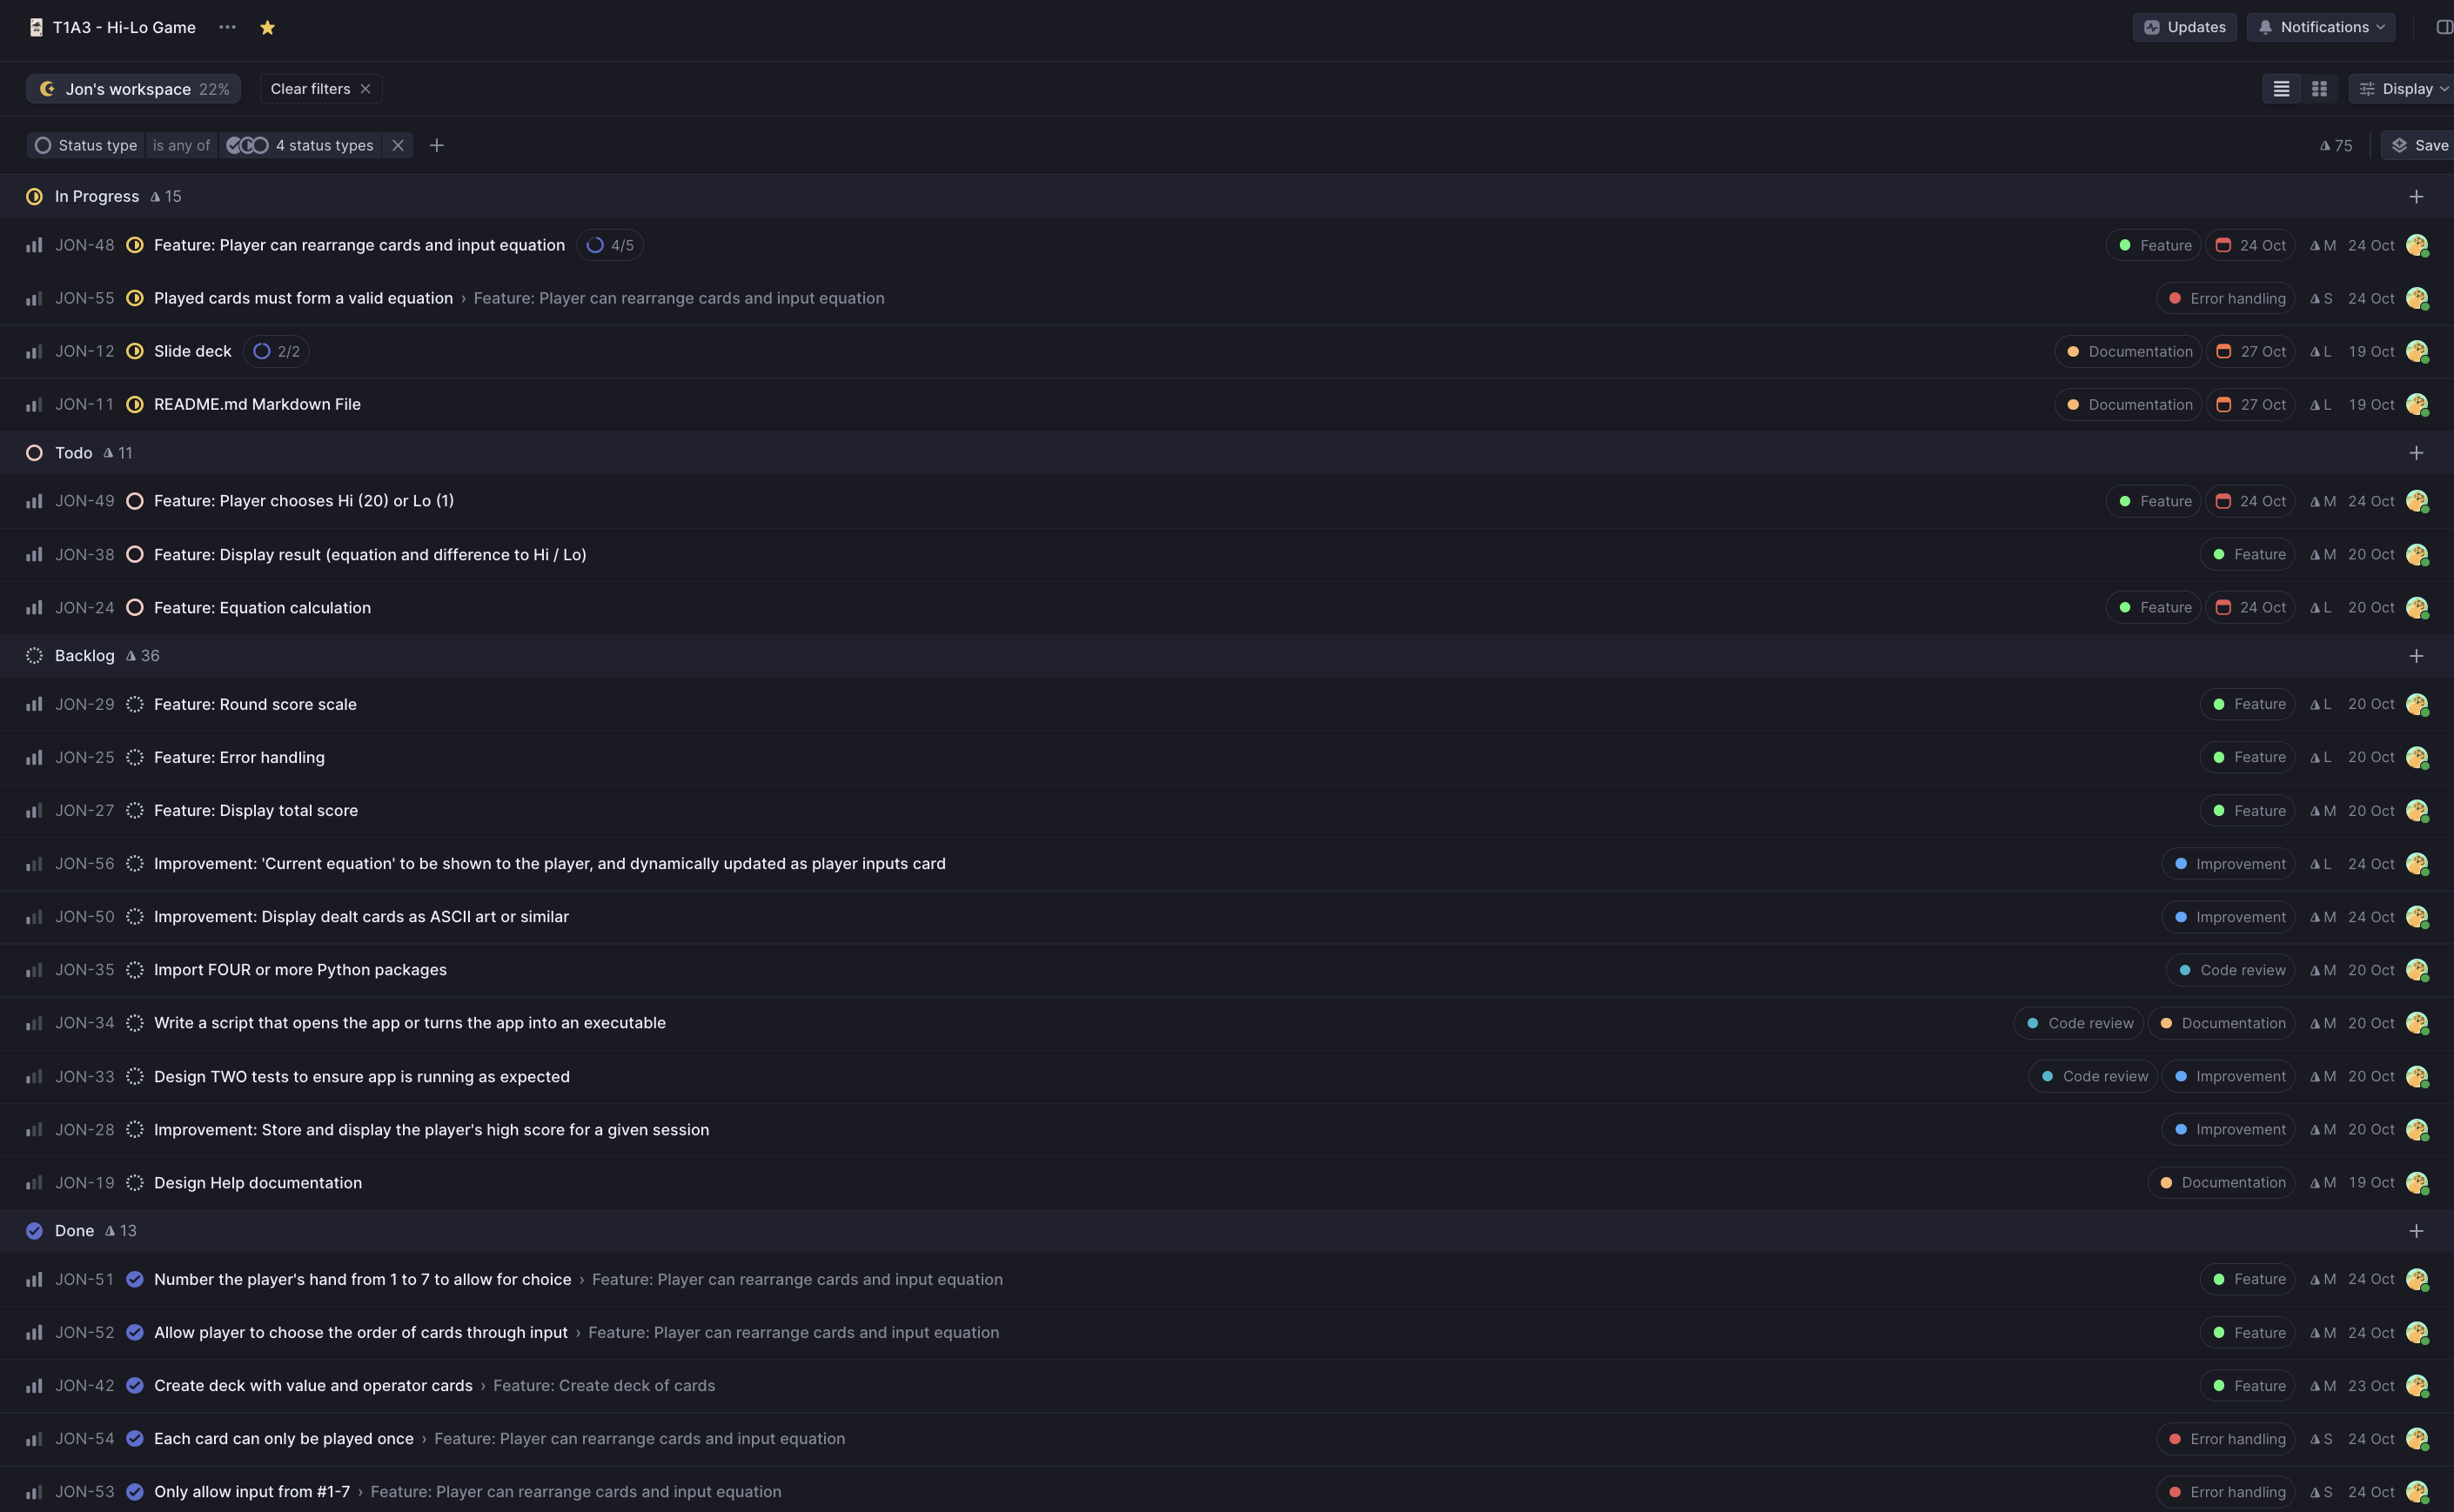 T1A3 - Hi-Lo Game ... Updates Notifications
Jon's workspace 22% Clear filters Display
Status type is any of 4 status types 75 Save
In Progress 15
JON-48 Feature: Player can rearrange cards and input equation 4/5 Feature 24 Oct M 24 Oct
JON-55 Played cards must form a valid equation › Feature: Player can rearrange cards and input equation Error handling S 24 Oct
JON-12 Slide deck 2/2 Documentation 27 Oct L 19 Oct
JON-11 README.md Markdown File Documentation 27 Oct L 19 Oct
Todo 11
JON-49 Feature: Player chooses Hi (20) or Lo (1) Feature 24 Oct M 24 Oct
JON-38 Feature: Display result (equation and difference to Hi / Lo) Feature M 20 Oct
JON-24 Feature: Equation calculation Feature 24 Oct L 20 Oct
Backlog 36
JON-29 Feature: Round score scale Feature L 20 Oct
JON-25 Feature: Error handling Feature L 20 Oct
JON-27 Feature: Display total score Feature M 20 Oct
JON-56 Improvement: 'Current equation' to be shown to the player, and dynamically updated as player inputs card Improvement L 24 Oct
JON-50 Improvement: Display dealt cards as ASCII art or similar Improvement M 24 Oct
JON-35 Import FOUR or more Python packages Code review M 20 Oct
JON-34 Write a script that opens the app or turns the app into an executable Code review Documentation M 20 Oct
JON-33 Design TWO tests to ensure app is running as expected Code review Improvement M 20 Oct
JON-28 Improvement: Store and display the player's high score for a given session Improvement M 20 Oct
JON-19 Design Help documentation Documentation M 19 Oct
Done 13
JON-51 Number the player's hand from 1 to 7 to allow for choice › Feature: Player can rearrange cards and input equation Feature M 24 Oct
JON-52 Allow player to choose the order of cards through input › Feature: Player can rearrange cards and input equation Feature M 24 Oct
JON-42 Create deck with value and operator cards › Feature: Create deck of cards Feature M 23 Oct
JON-54 Each card can only be played once › Feature: Player can rearrange cards and input equation Error handling S 24 Oct
JON-53 Only allow input from #1-7 › Feature: Player can rearrange cards and input equation Error handling S 24 Oct